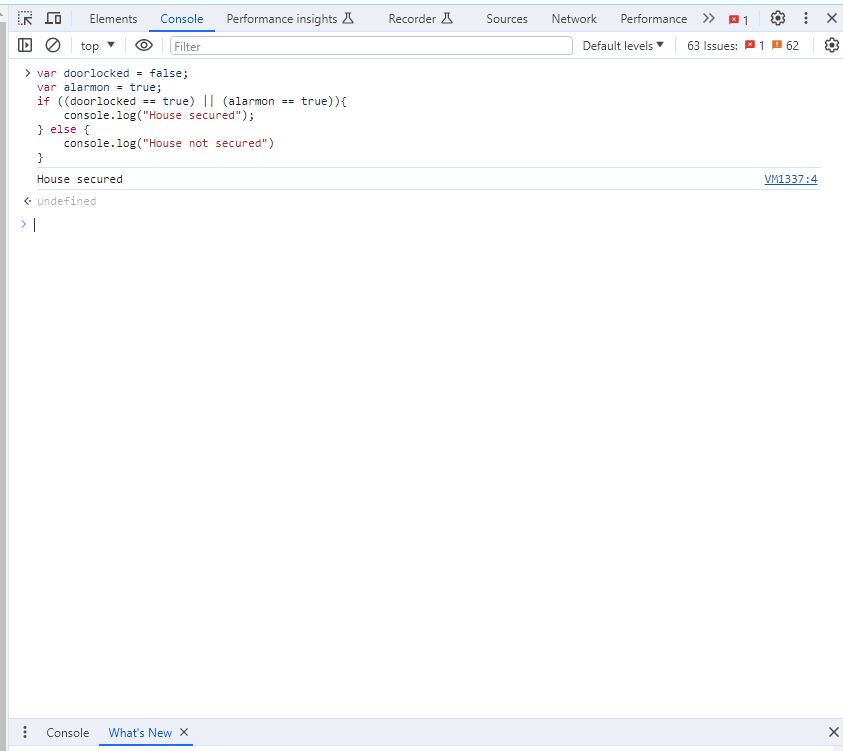 Elements Console Performance insights Recorder Sources Network Performance 1
top Filter Default levels 63 Issues: 1 62
var doorlocked = false;
var alarmon = true;
if ((doorlocked == true) || (alarmon == true)){
    console.log("House secured");
} else {
    console.log("House not secured")
}
House secured VM1337:4
undefined
Console What's New